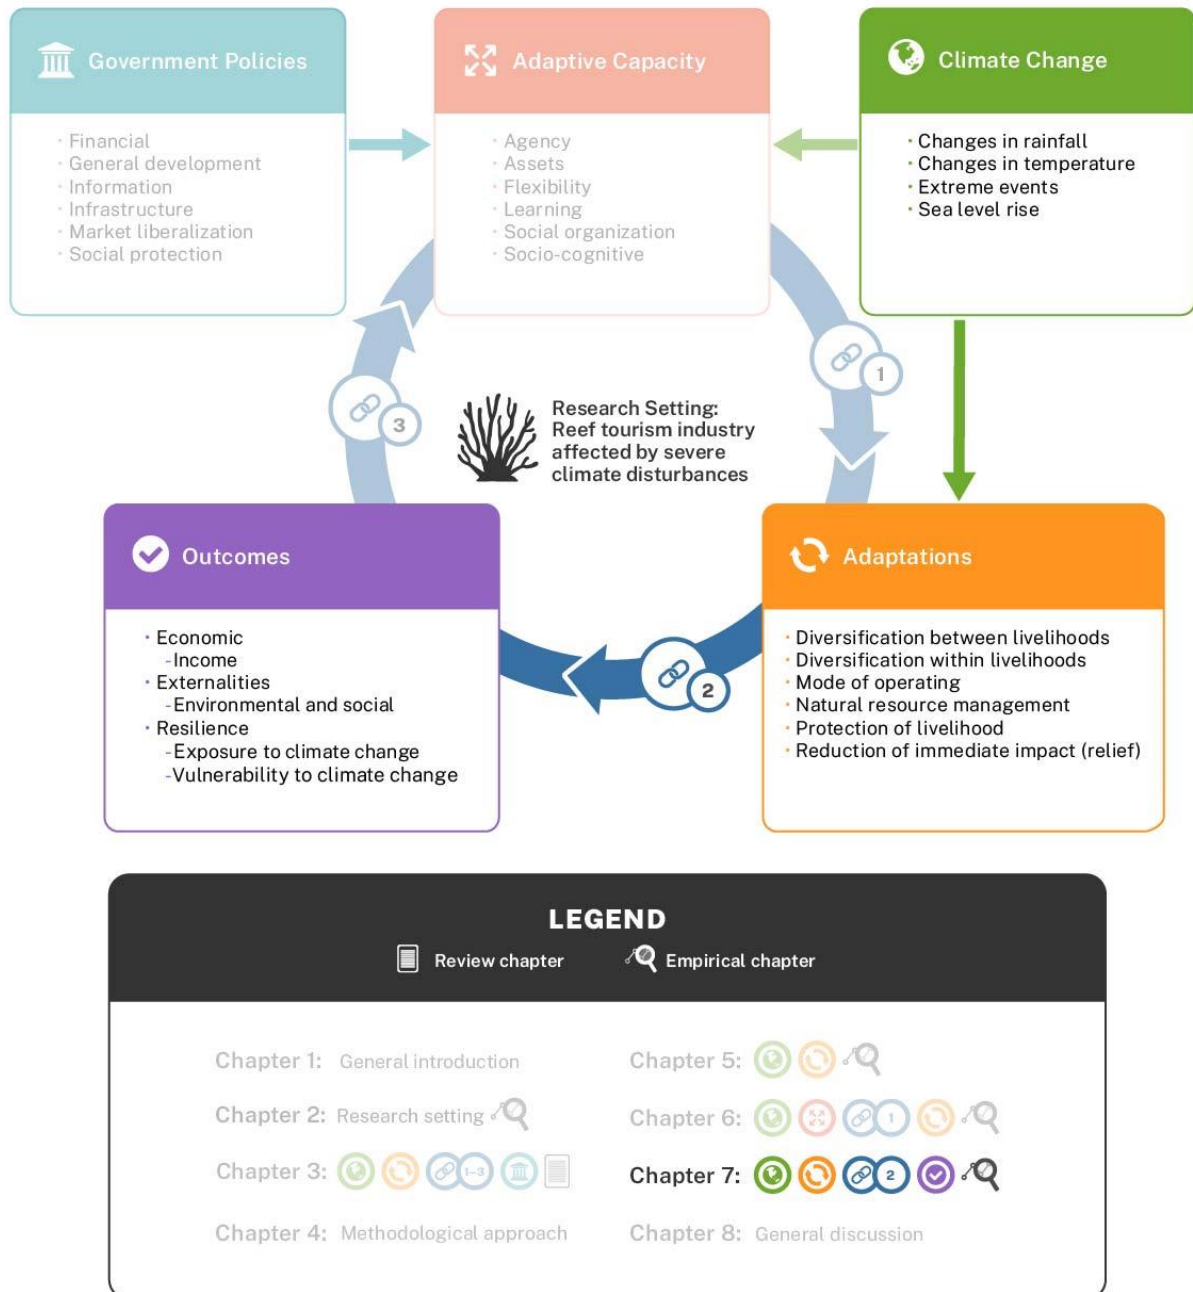 Government Policies
· Financial
· General development
· Information
· Infrastructure
· Market liberalization
· Social protection
Adaptive Capacity
· Agency
· Assets
· Flexibility
· Learning
· Social organization
· Socio-cognitive
Climate Change
· Changes in rainfall
· Changes in temperature
· Extreme events
· Sea level rise
1
3
Research Setting:
Reef tourism industry
affected by severe
climate disturbances
Outcomes
· Economic
-Income
· Externalities
-Environmental and social
· Resilience
-Exposure to climate change
-Vulnerability to climate change
2
Adaptations
· Diversification between livelihoods
· Diversification within livelihoods
· Mode of operating
· Natural resource management
· Protection of livelihood
· Reduction of immediate impact (relief)
LEGEND
Review chapter
Empirical chapter
Chapter 1: General introduction
Chapter 2: Research setting
Chapter 3: 1-3
Chapter 4: Methodological approach
Chapter 5:
Chapter 6: 1
Chapter 7: 2
Chapter 8: General discussion